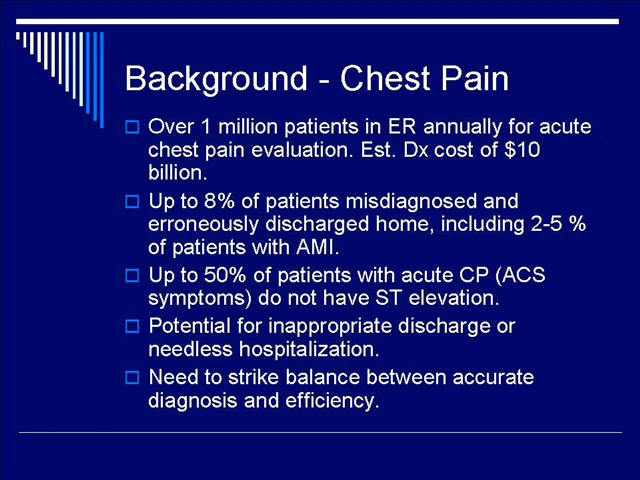 Background - Chest Pain
Over 1 million patients in ER annually for acute
chest pain evaluation. Est. Dx cost of $10
billion.
Up to 8% of patients misdiagnosed and
erroneously discharged home, including 2-5 %
of patients with AMI.
Up to 50% of patients with acute CP (ACS
symptoms) do not have ST elevation.
Potential for inappropriate discharge or
needless hospitalization.
Need to strike balance between accurate
diagnosis and efficiency.